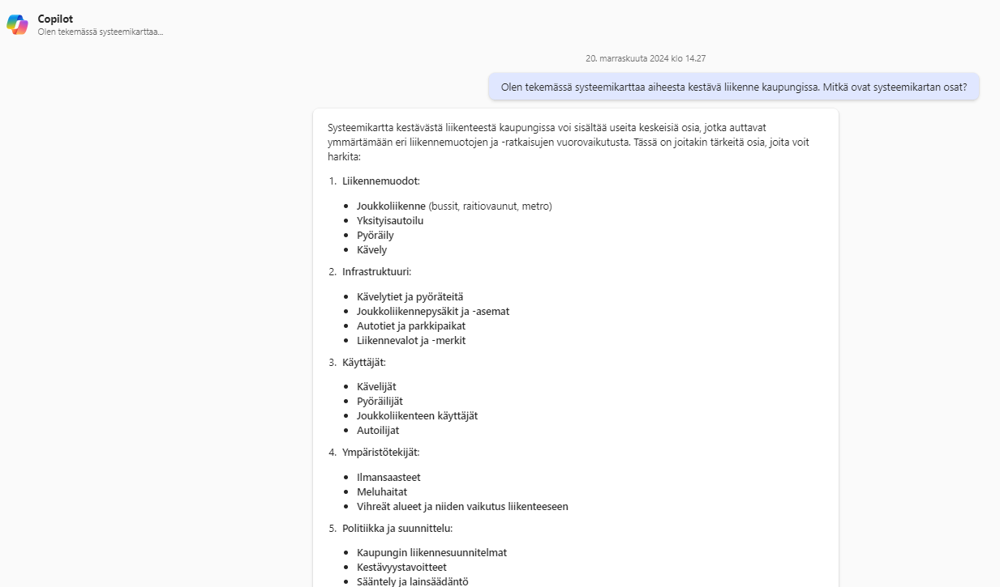 Copilot
Olen tekemässä systeemikarttaa...
20. marraskuuta 2024 klo 14.27
Olen tekemässä systeemikarttaa aiheesta kestävä liikenne kaupungissa. Mitkä ovat systeemikartan osat?
Systeemikartta kestävästä liikenteestä kaupungissa voi sisältää useita keskeisiä osia, jotka auttavat
ymmärtämään eri liikennemuotojen ja -ratkaisujen vuorovaikutusta. Tässä on joitakin tärkeitä osia, joita voit
harkita:
1. Liikennemuodot:
• Joukkoliikenne (bussit, raitiovaunut, metro)
• Yksityisautoilu
• Pyöräily
• Kävely
2. Infrastruktuuri:
• Kävelytiet ja pyöräteitä
• Joukkoliikennepysäkit ja -asemat
• Autotiet ja parkkipaikat
• Liikennevalot ja -merkit
3. Käyttäjät:
• Kävelijät
• Pyöräilijät
• Joukkoliikenteen käyttäjät
• Autoilijat
4. Ympäristötekijät:
• Ilmansaasteet
• Meluhaitat
• Vihreät alueet ja niiden vaikutus liikenteeseen
5. Politiikka ja suunnittelu:
• Kaupungin liikennesuunnitelmat
• Kestävyystavoitteet
• Sääntely ja lainsäädäntö